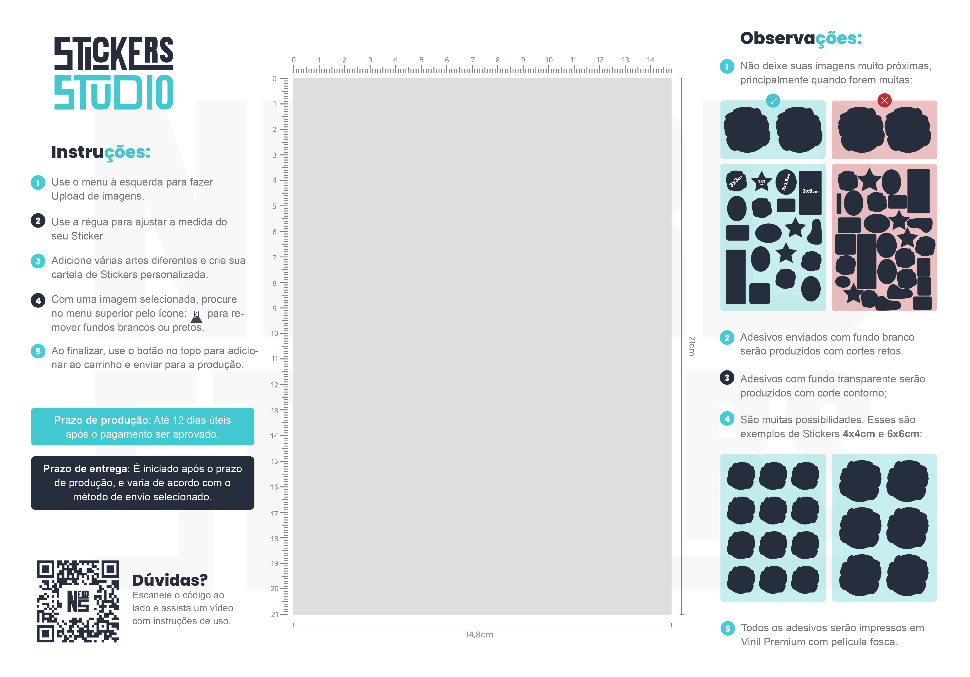 STICKERS
STUDIO
Instruções:
1 Use o menu à esquerda para fazer
Upload de imagens.
2 Use a régua para ajustar a medida do
seu Sticker
3 Adicione várias artes diferentes e crie sua
cartela de Stickers personalizada.
4 Com uma imagem selecionada, procure
no menu superior pelo ícone: para re-
mover fundos brancos ou pretos.
5 Ao finalizar, use o botão no topo para adicio-
nar ao carrinho e enviar para a produção.
Prazo de produção: Até 12 dias úteis
após o pagamento ser aprovado.
Prazo de entrega: É iniciado após o prazo
de produção, e varia de acordo com o
método de envio selecionado.
NERD
NS
Dúvidas?
Escaneie o código ao
lado e assista um vídeo
com instruções de uso.
0 1 2 3 4 5 6 7 8 9 10 11 12 13 14
0
1
2
3
4
5
6
7
8
9
10
11
12
13
14
15
16
17
18
19
20
21
21cm
14,8cm
Observações:
1 Não deixe suas imagens muito próximas,
principalmente quando forem muitas:
3x6cm
2 Adesivos enviados com fundo branco
serão produzidos com cortes retos.
3 Adesivos com fundo transparente serão
produzidos com corte contorno;
4 São muitas possibilidades. Esses são
exemplos de Stickers 4x4cm e 6x6cm:
5 Todos os adesivos serão impressos em
Vinil Premium com película fosca.